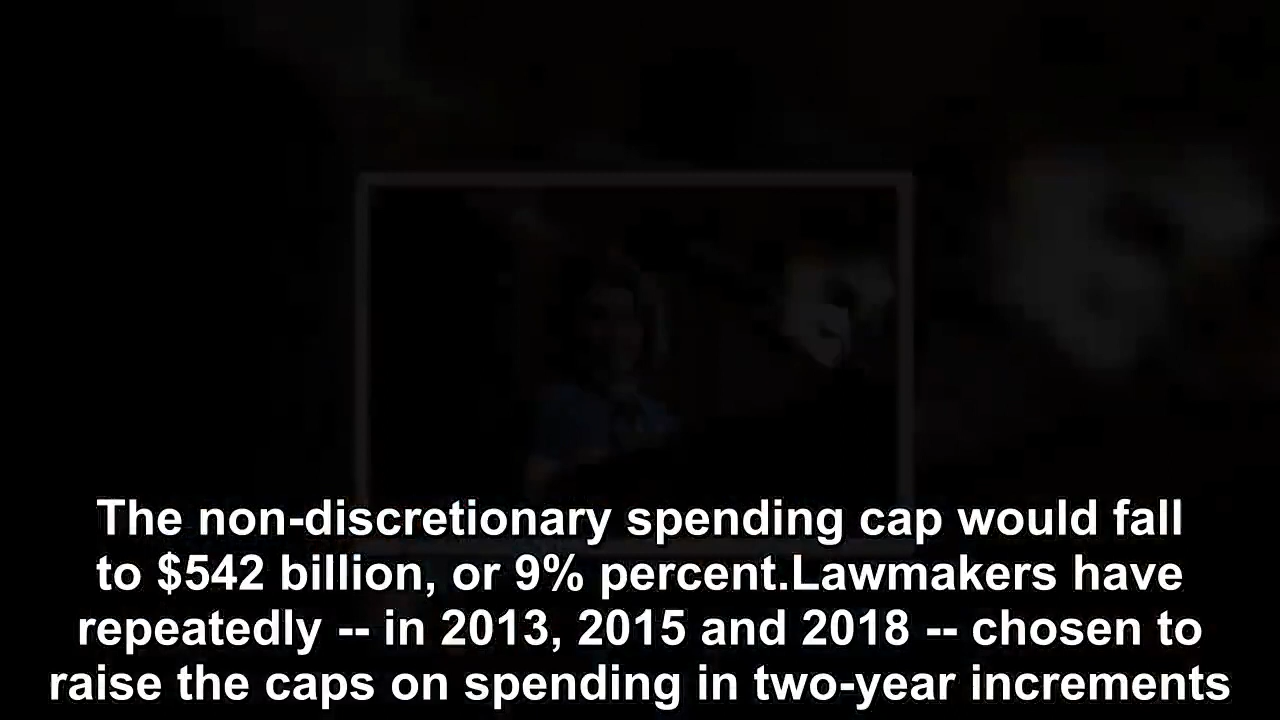 The non-discretionary spending cap would fall
to $542 billion, or 9% percent.Lawmakers have
repeatedly -- in 2013, 2015 and 2018 -- chosen to
raise the caps on spending in two-year increments